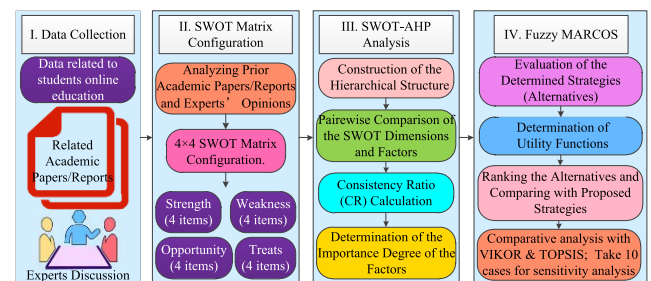 I. Data Collection
Data related to
students online
education
Related
Academic
Papers/Reports
Experts Discussion
II. SWOT Matrix
Configuration
Analyzing Prior
Academic Papers/Reports
and Experts’ Opinions
4×4 SWOT Matrix
Configuration.
Strength
(4 items)
Weakness
(4 items)
Opportunity
(4 items)
Treats
(4 items)
III. SWOT-AHP
Analysis
Construction of the
Hierarchical Structure
Pairewise Comparison of
the SWOT Dimensions
and Factors
Consistency Ratio
(CR) Calculation
Determination of the
Importance Degree of the
Factors
IV. Fuzzy MARCOS
Evaluation of the
Determined Strategies
(Alternatives)
Determination of
Utility Functions
Ranking the Alternatives and
Comparing with Proposed
Strategies
Comparative analysis with
VIKOR & TOPSIS; Take 10
cases for sensitivity analysis